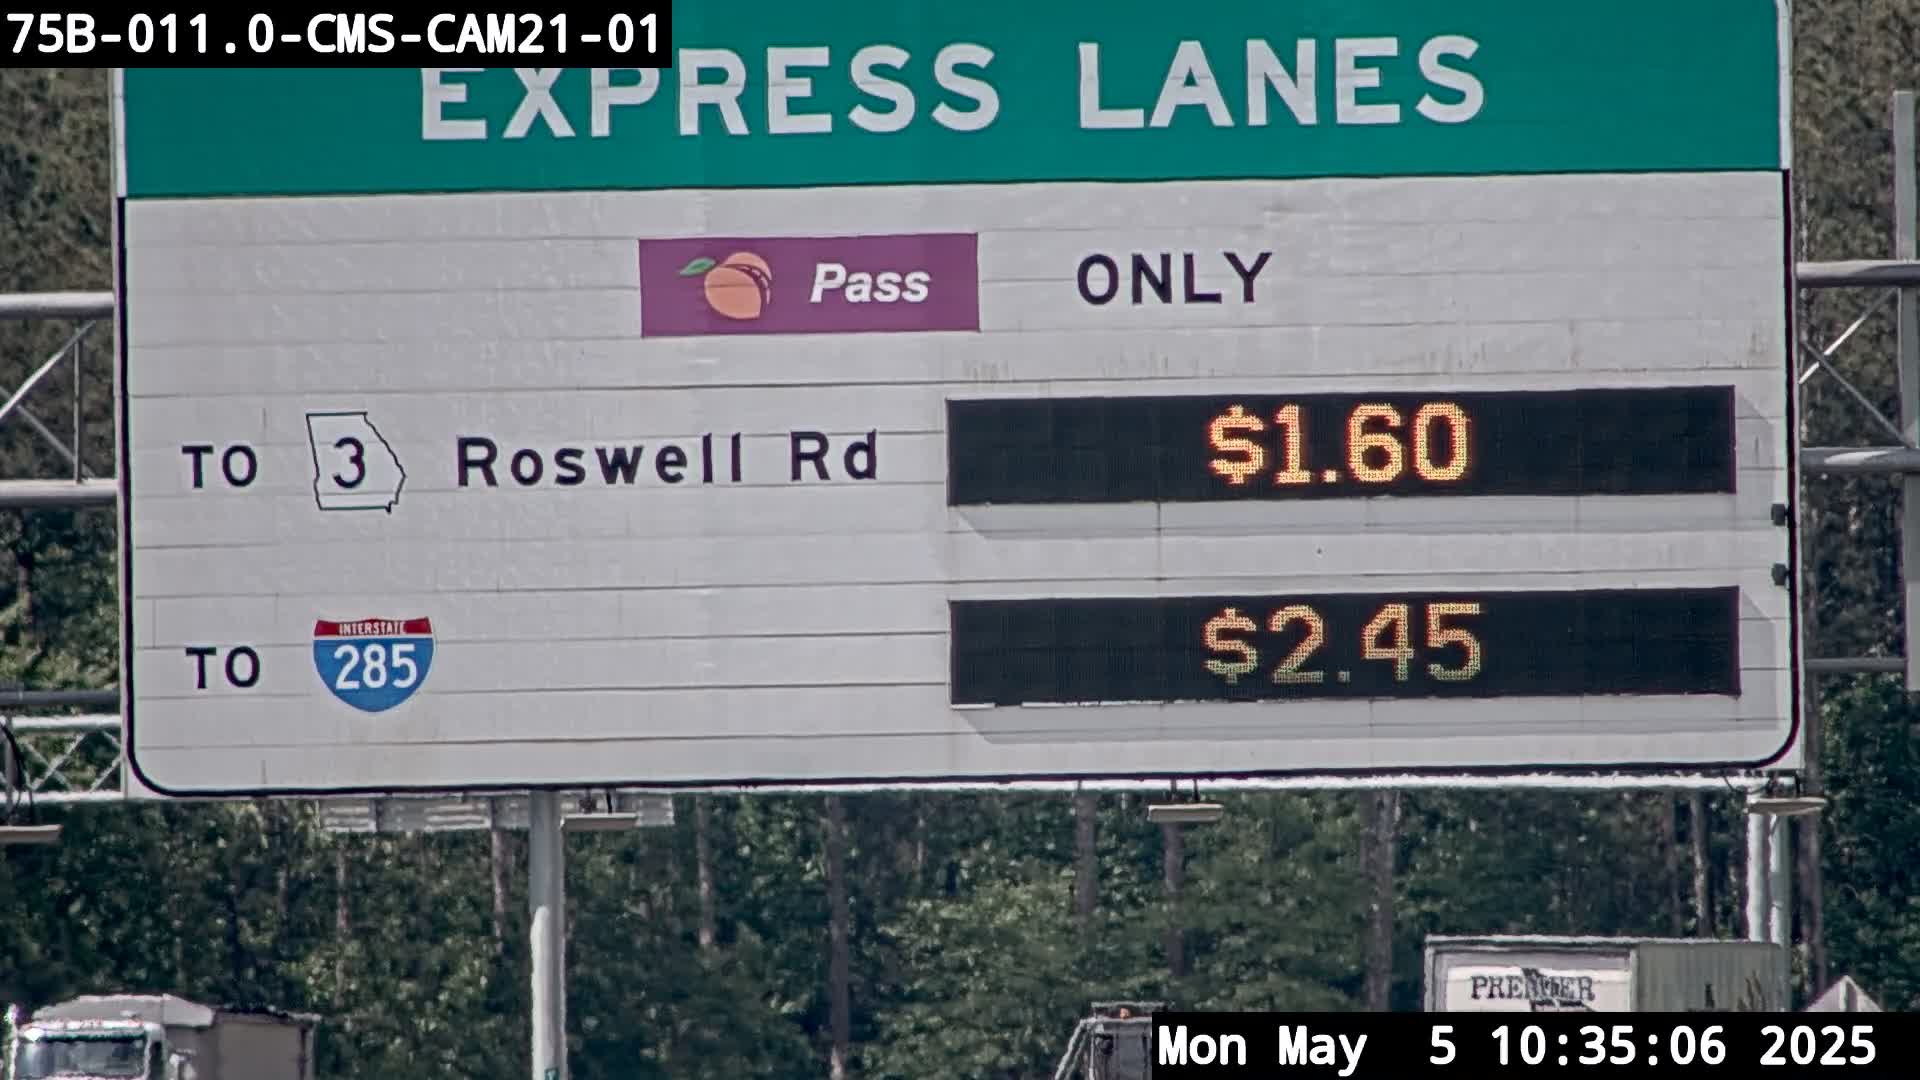 75B-011.0-CMS-CAM21-01
EXPRESS LANES
Pass ONLY
TO 3 Roswell Rd $1.60
INTERSTATE
TO 285 $2.45
PREMIER
Mon May 5 10:35:06 2025